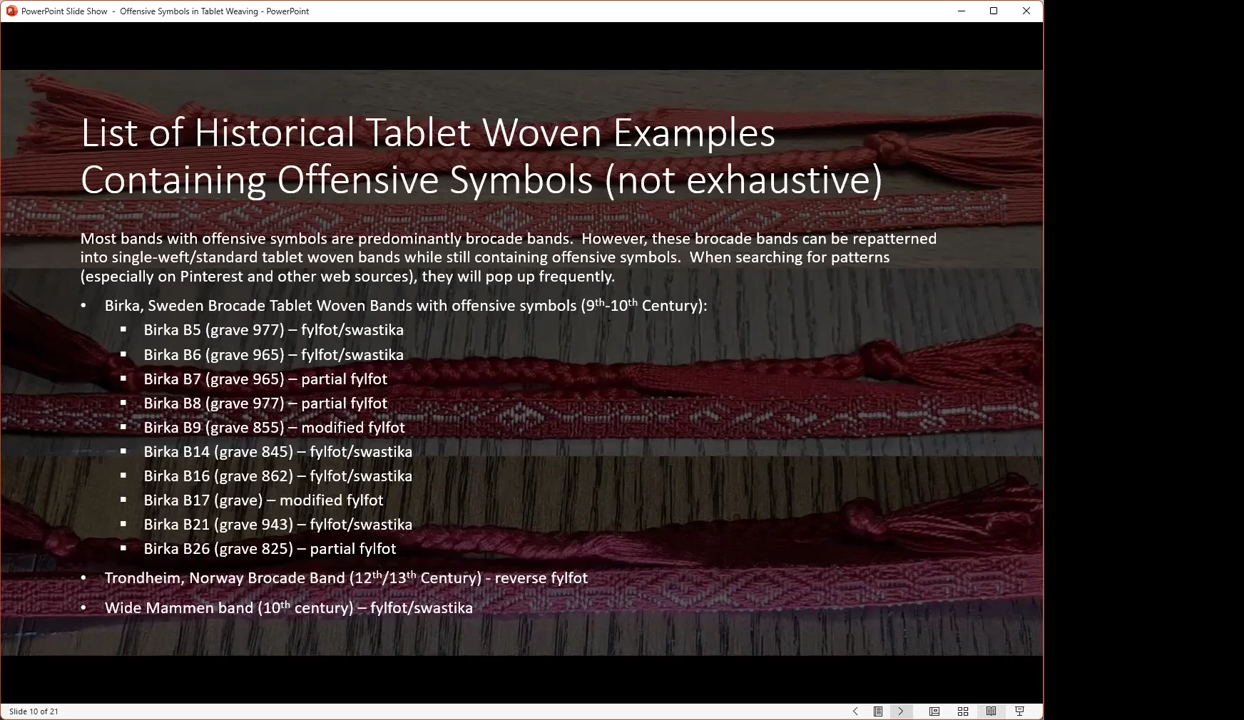 PowerPoint Slide Show - Offensive Symbols in Tablet Weaving - PowerPoint
List of Historical Tablet Woven Examples
Containing Offensive Symbols (not exhaustive)
Most bands with offensive symbols are predominantly brocade bands. However, these brocade bands can be repatterned
into single-weft/standard tablet woven bands while still containing offensive symbols. When searching for patterns
(especially on Pinterest and other web sources), they will pop up frequently.
• Birka, Sweden Brocade Tablet Woven Bands with offensive symbols (9th-10th Century):
▪ Birka B5 (grave 977) – fylfot/swastika
▪ Birka B6 (grave 965) – fylfot/swastika
▪ Birka B7 (grave 965) – partial fylfot
▪ Birka B8 (grave 977) – partial fylfot
▪ Birka B9 (grave 855) – modified fylfot
▪ Birka B14 (grave 845) – fylfot/swastika
▪ Birka B16 (grave 862) – fylfot/swastika
▪ Birka B17 (grave) – modified fylfot
▪ Birka B21 (grave 943) – fylfot/swastika
▪ Birka B26 (grave 825) – partial fylfot
• Trondheim, Norway Brocade Band (12th/13th Century) - reverse fylfot
• Wide Mammen band (10th century) – fylfot/swastika
Slide 10 of 21